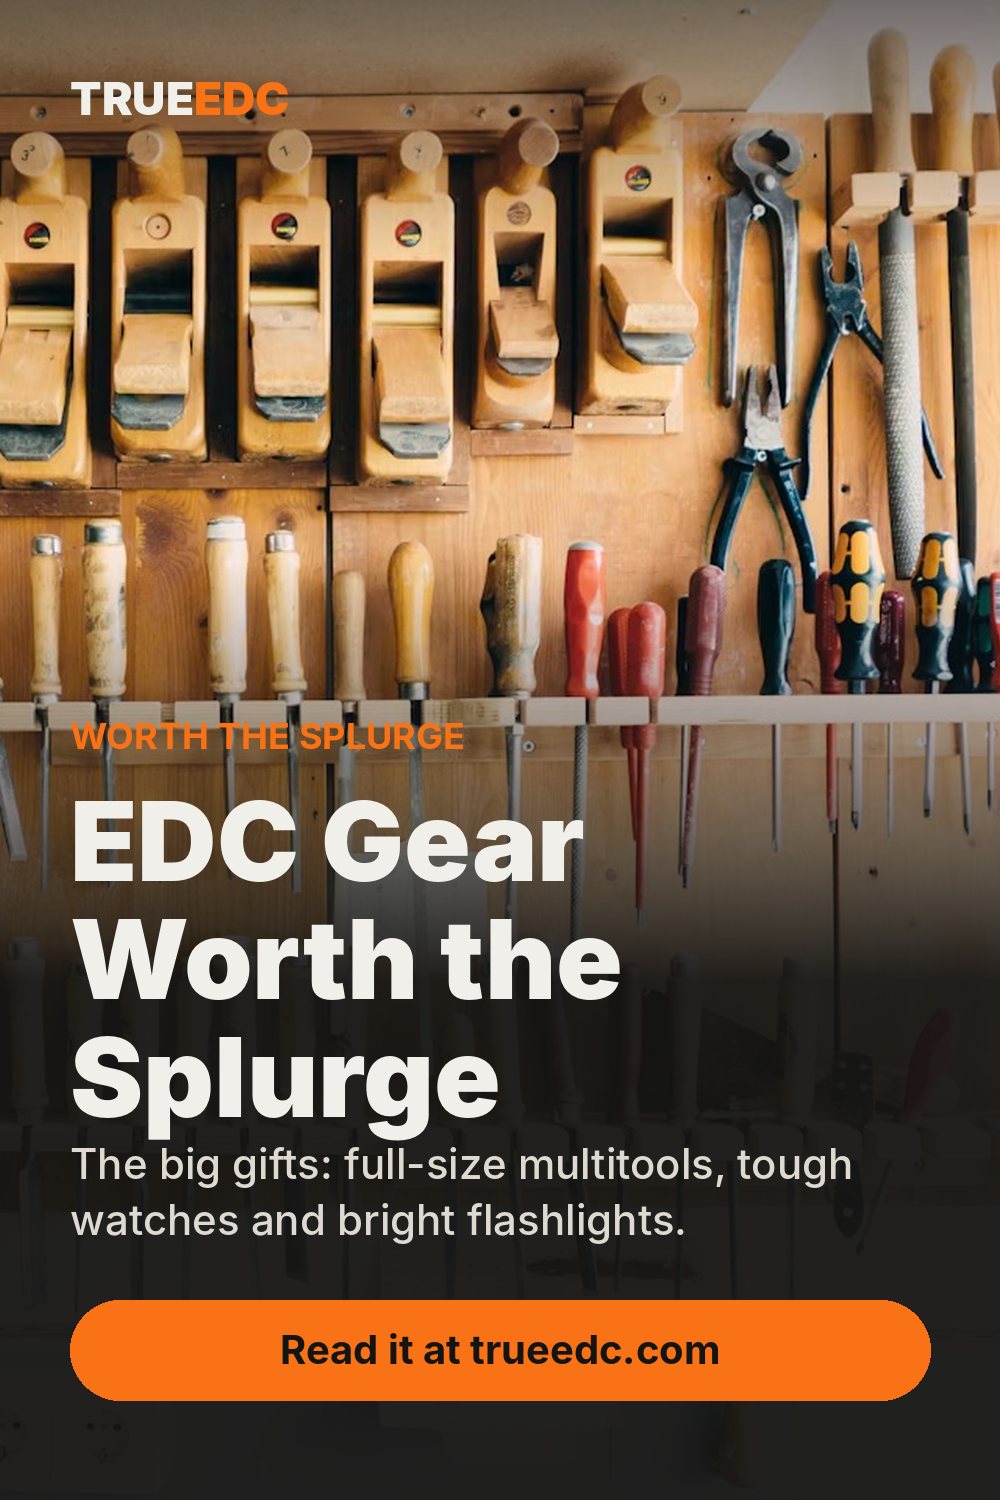 TRUEEDC
WORTH THE SPLURGE
EDC Gear
Worth the
Splurge
The big gifts: full-size multitools, tough
watches and bright flashlights.
Read it at trueedc.com